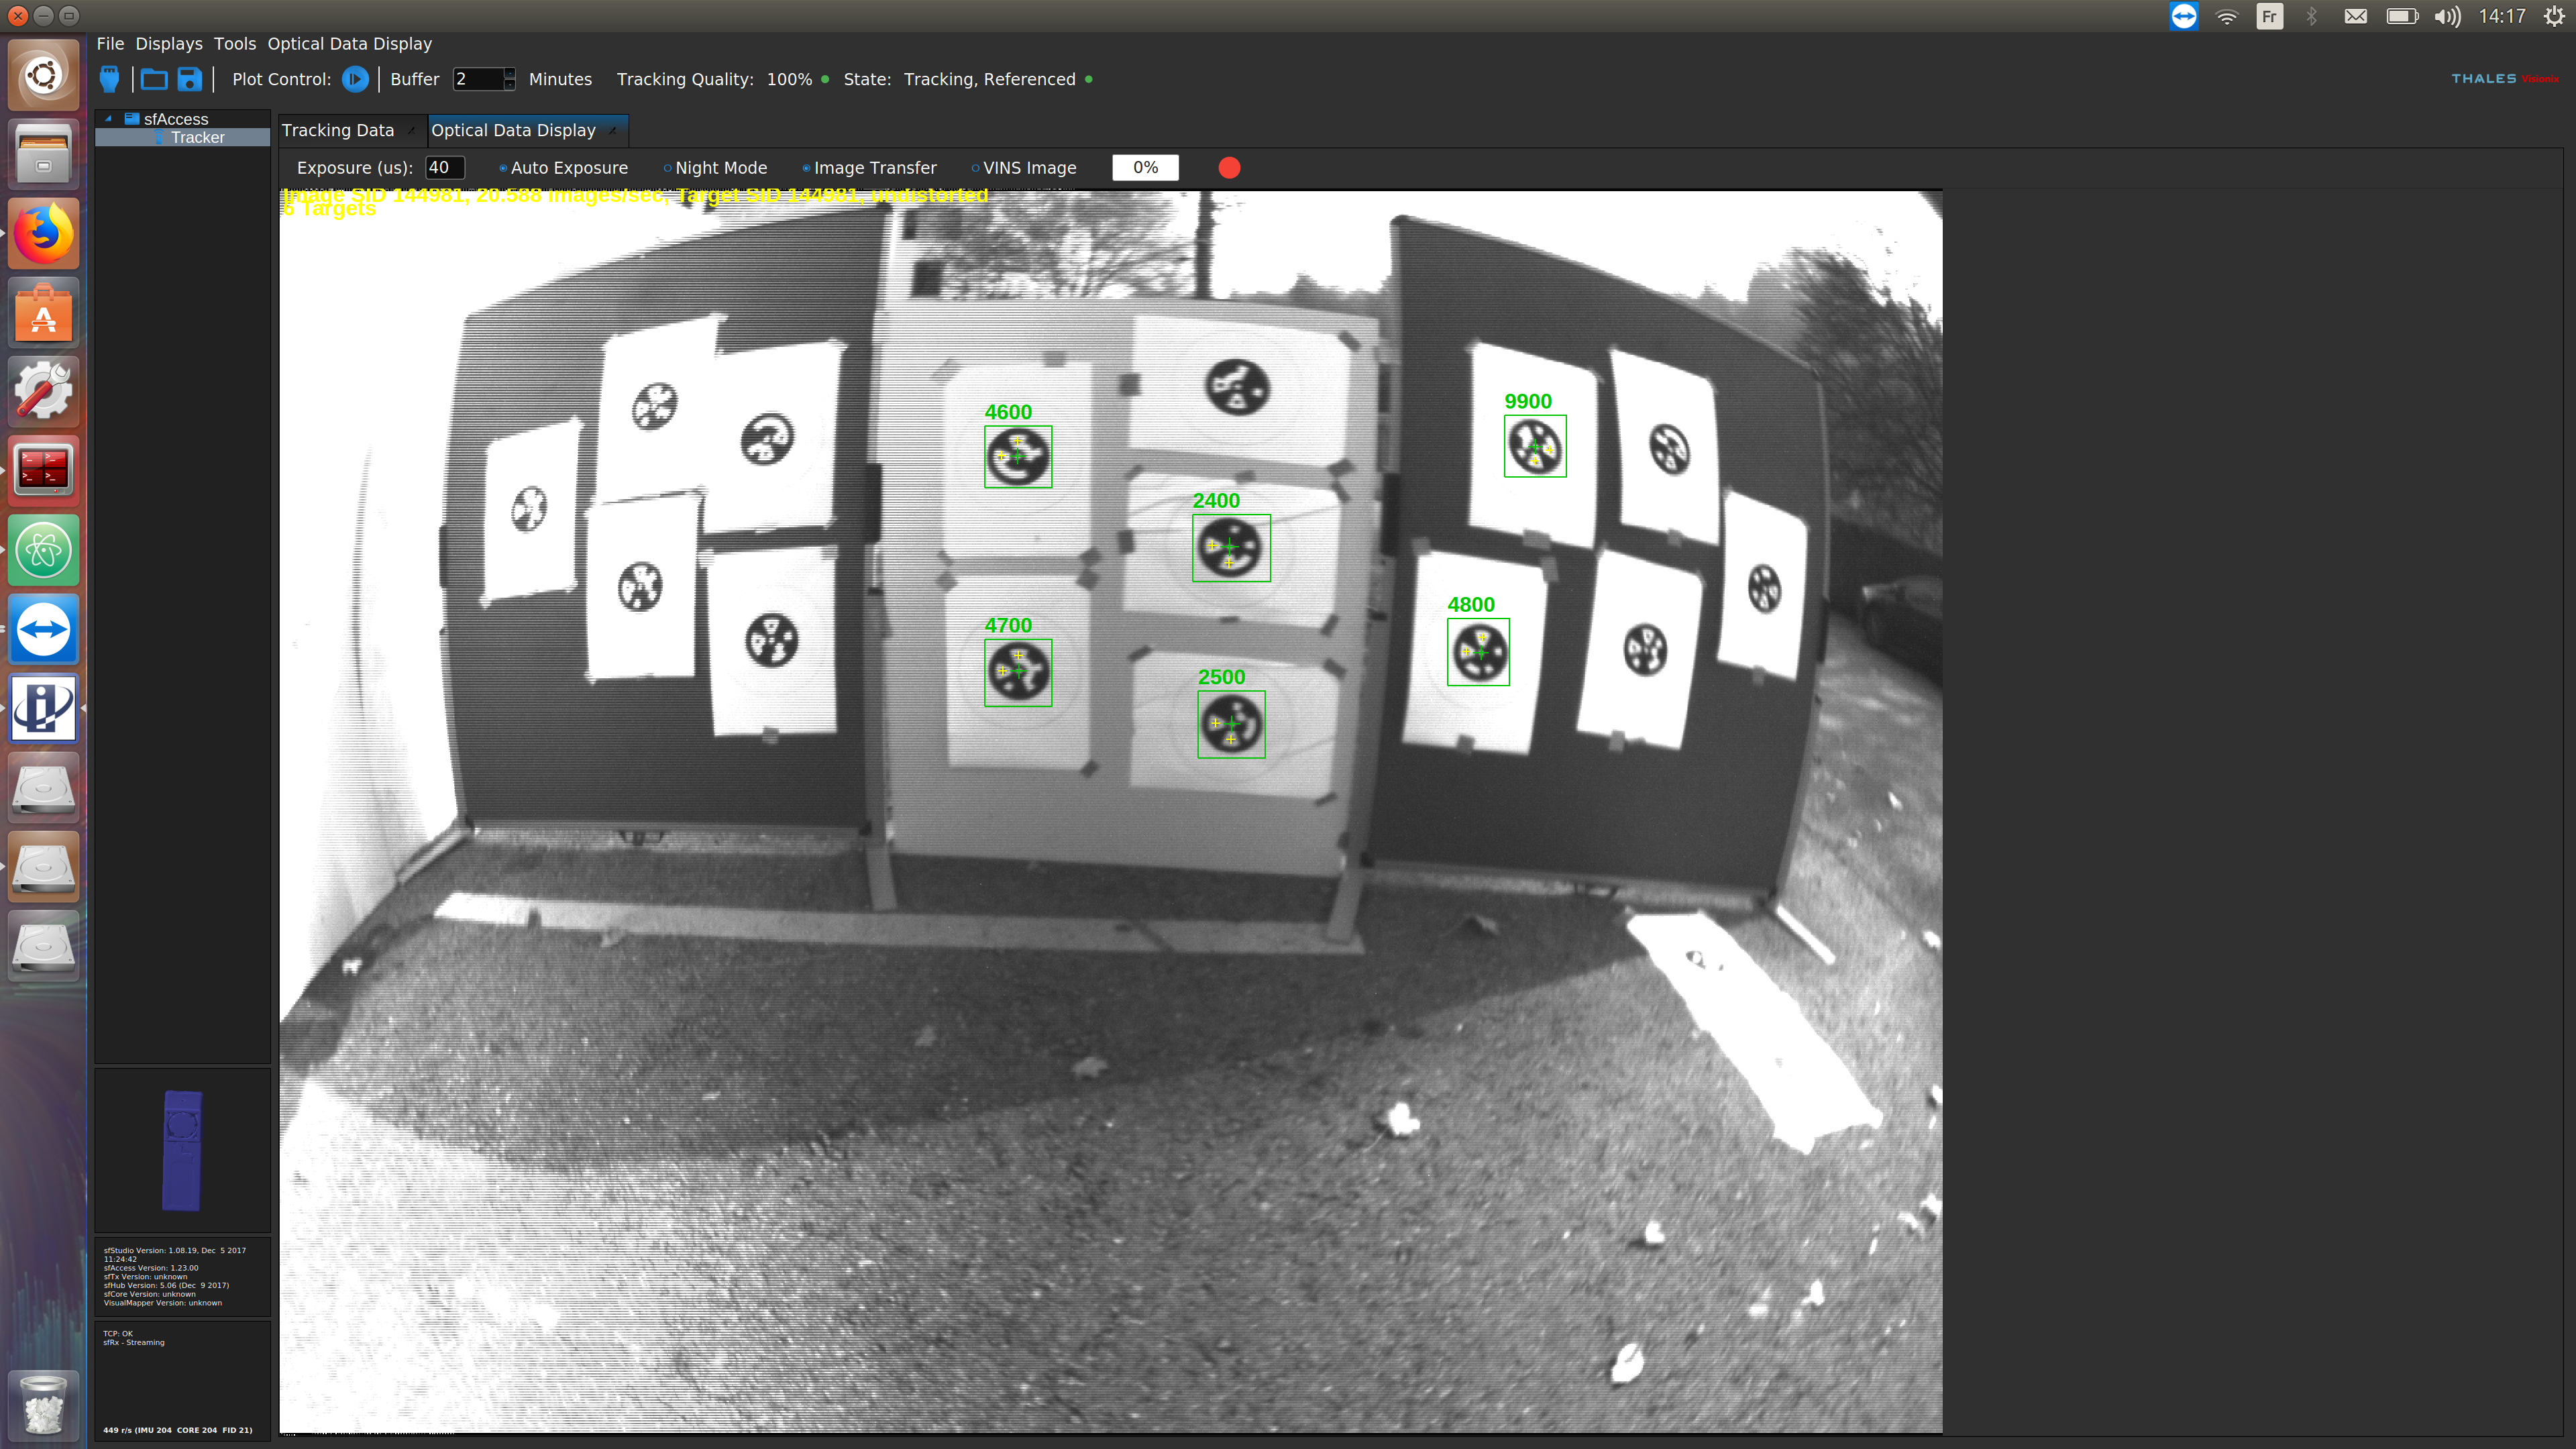 Fr 14:17
File Displays Tools Optical Data Display
Plot Control: Buffer 2 Minutes Tracking Quality: 100% State: Tracking, Referenced THALES Visionix
sfAccess
Tracker
Tracking Data Optical Data Display
Exposure (us): 40 Auto Exposure Night Mode Image Transfer VINS Image 0%
Image SID 144981, 20.588 images/sec, Target SID 144981, undistorted
6 Targets
9900
4600
2400
4800
4700
2500
sfStudio Version: 1.08.19, Dec 5 2017
11:24:42
sfAccess Version: 1.23.00
sfTx Version: unknown
sfHub Version: 5.06 (Dec 9 2017)
sfCore Version: unknown
VisualMapper Version: unknown
TCP: OK
sfRx - Streaming
449 r/s (IMU 204 CORE 204 FID 21)